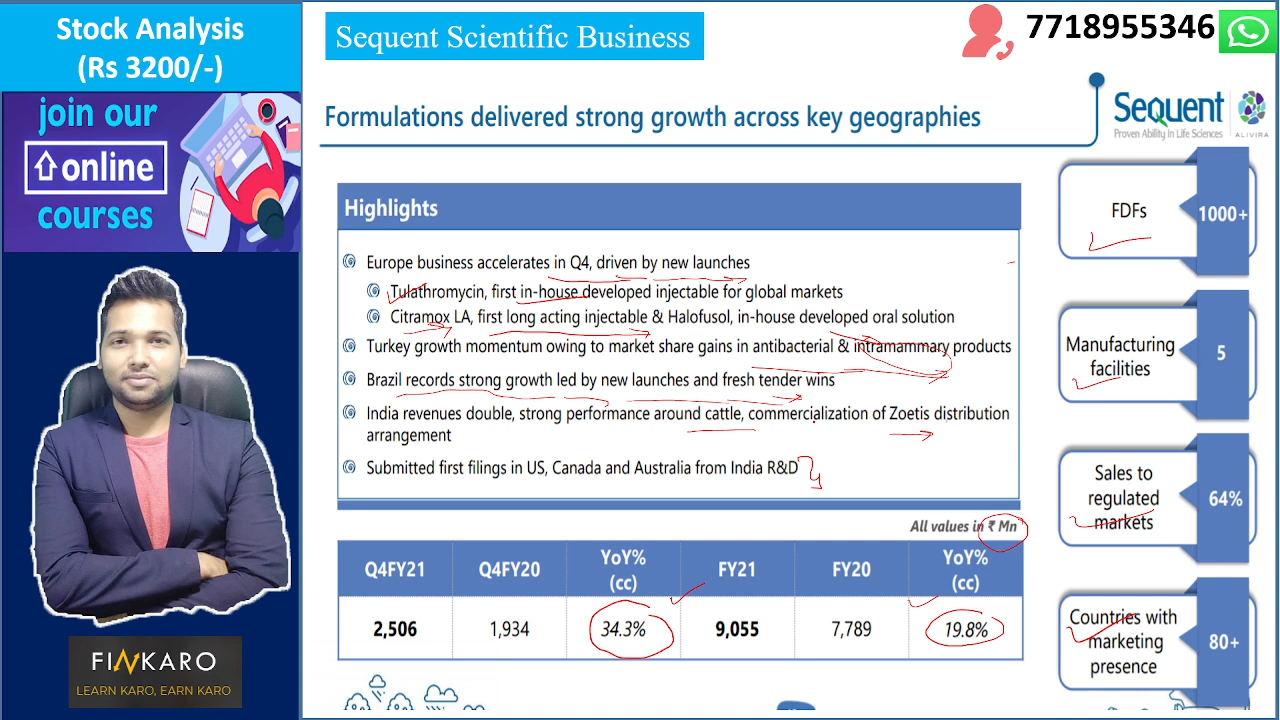 Stock Analysis
(Rs 3200/-)
join our
online
courses
FINKARO
LEARN KARO, EARN KARO
Sequent Scientific Business
7718955346
Formulations delivered strong growth across key geographies
SeQuent
Proven Ability In Life Sciences
ALIVIRA
Highlights
Europe business accelerates in Q4, driven by new launches
Tulathromycin, first in-house developed injectable for global markets
Citramox LA, first long acting injectable & Halofusol, in-house developed oral solution
Turkey growth momentum owing to market share gains in antibacterial & intramammary products
Brazil records strong growth led by new launches and fresh tender wins
India revenues double, strong performance around cattle, commercialization of Zoetis distribution
arrangement
Submitted first filings in US, Canada and Australia from India R&D
All values in ₹ Mn
Q4FY21 Q4FY20 YoY% (cc) FY21 FY20 YoY% (cc)
2,506 1,934 34.3% 9,055 7,789 19.8%
FDFs
1000+
Manufacturing
facilities
5
Sales to
regulated
markets
64%
Countries with
marketing
presence
80+